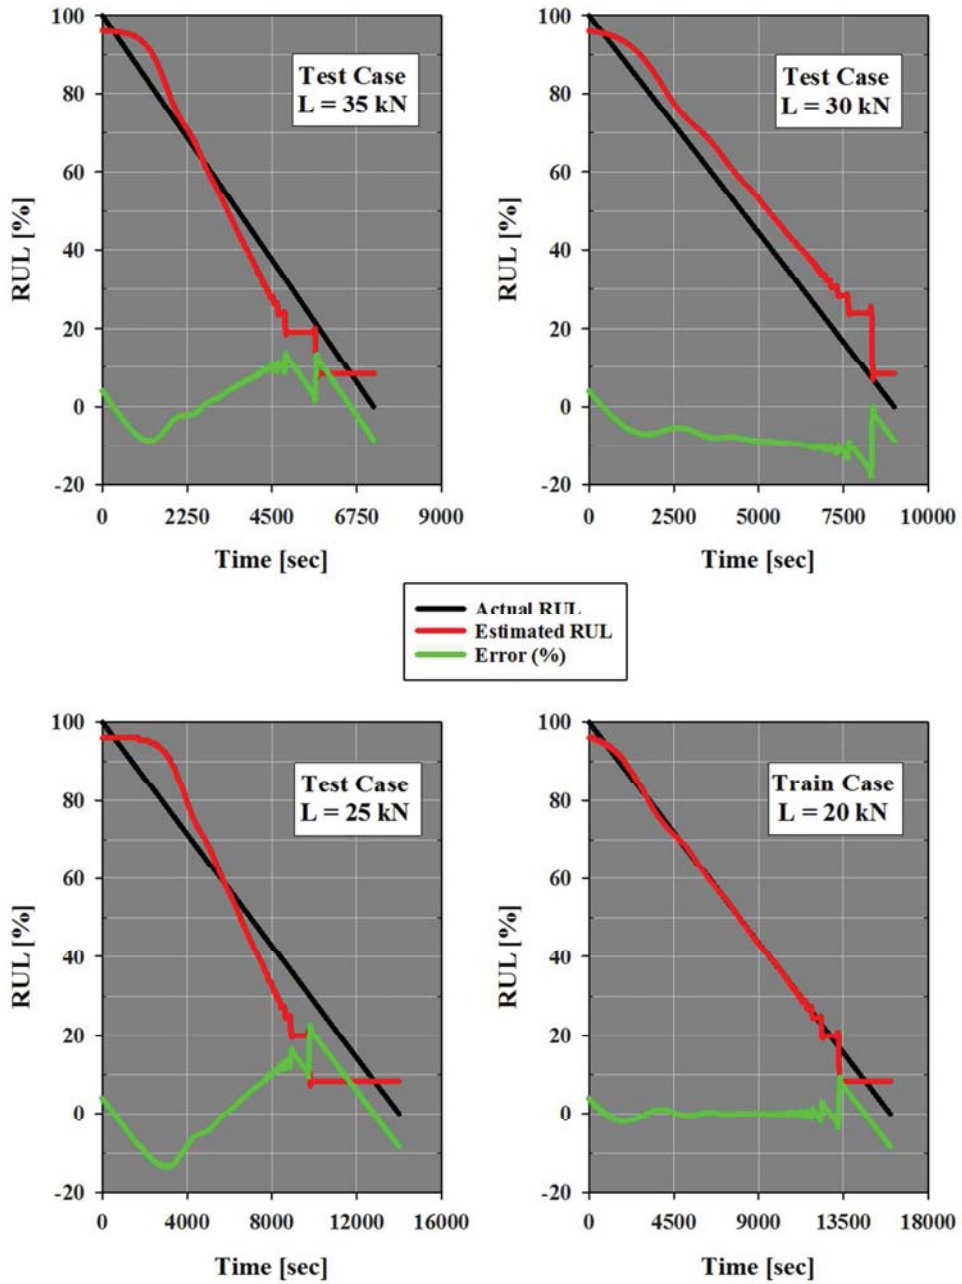 100
80
60
40
20
0
-20
RUL [%]
Test Case
L = 35 kN
0 2250 4500 6750 9000
Time [sec]
100
80
60
40
20
0
-20
RUL [%]
Test Case
L = 30 kN
0 2500 5000 7500 10000
Time [sec]
Actual RUL
Estimated RUL
Error (%)
100
80
60
40
20
0
-20
RUL [%]
Test Case
L = 25 kN
0 4000 8000 12000 16000
Time [sec]
100
80
60
40
20
0
-20
RUL [%]
Train Case
L = 20 kN
0 4500 9000 13500 18000
Time [sec]